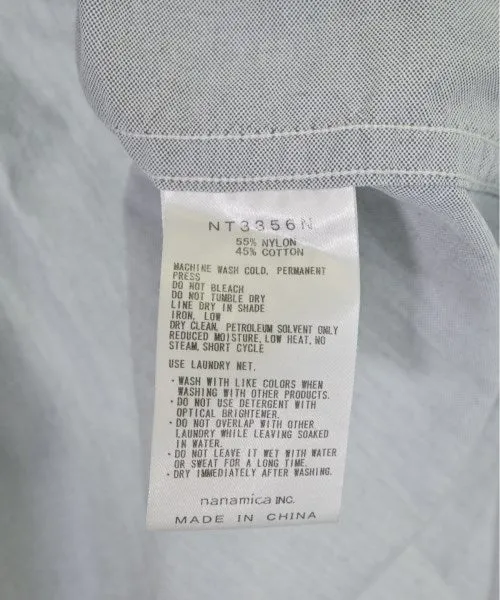 NT3356N
55% NYLON
45% COTTON
MACHINE WASH COLD, PERMANENT
PRESS
DO NOT BLEACH
DO NOT TUMBLE DRY
LINE DRY IN SHADE
IRON, LOW
DRY CLEAN, PETROLEUM SOLVENT ONLY
REDUCED MOISTURE, LOW HEAT, NO
STEAM, SHORT CYCLE
USE LAUNDRY NET.
・WASH WITH LIKE COLORS WHEN
WASHING WITH OTHER PRODUCTS.
・DO NOT USE DETERGENT WITH
OPTICAL BRIGHTENER.
・DO NOT OVERLAP WITH OTHER
LAUNDRY WHILE LEAVING SOAKED
IN WATER.
・DO NOT LEAVE IT WET WITH WATER
OR SWEAT FOR A LONG TIME.
・DRY IMMEDIATELY AFTER WASHING.
nanamica INC.
MADE IN CHINA